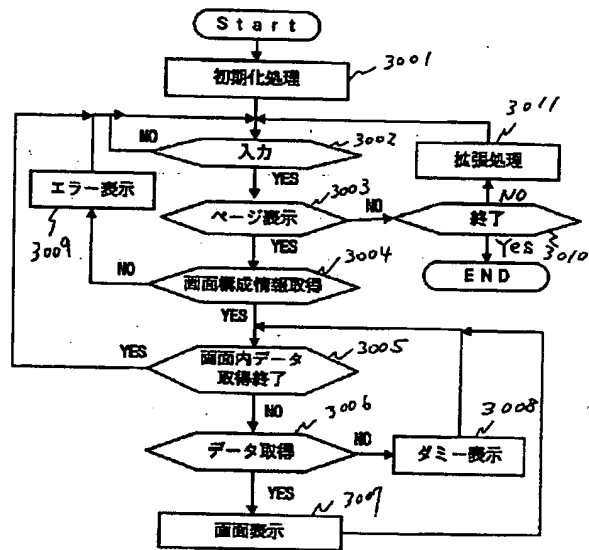 Start
初期化処理
3001
NO
入力
3002
YES
3011
拡張処理
エラー表示
3009
ページ表示
3003
NO
NO
終了
3010
YES
Yes
END
NO
画面構成情報取得
3004
YES
YES
画面内データ
取得終了
3005
NO
データ取得
3006
NO
ダミー表示
3008
YES
画面表示
3007